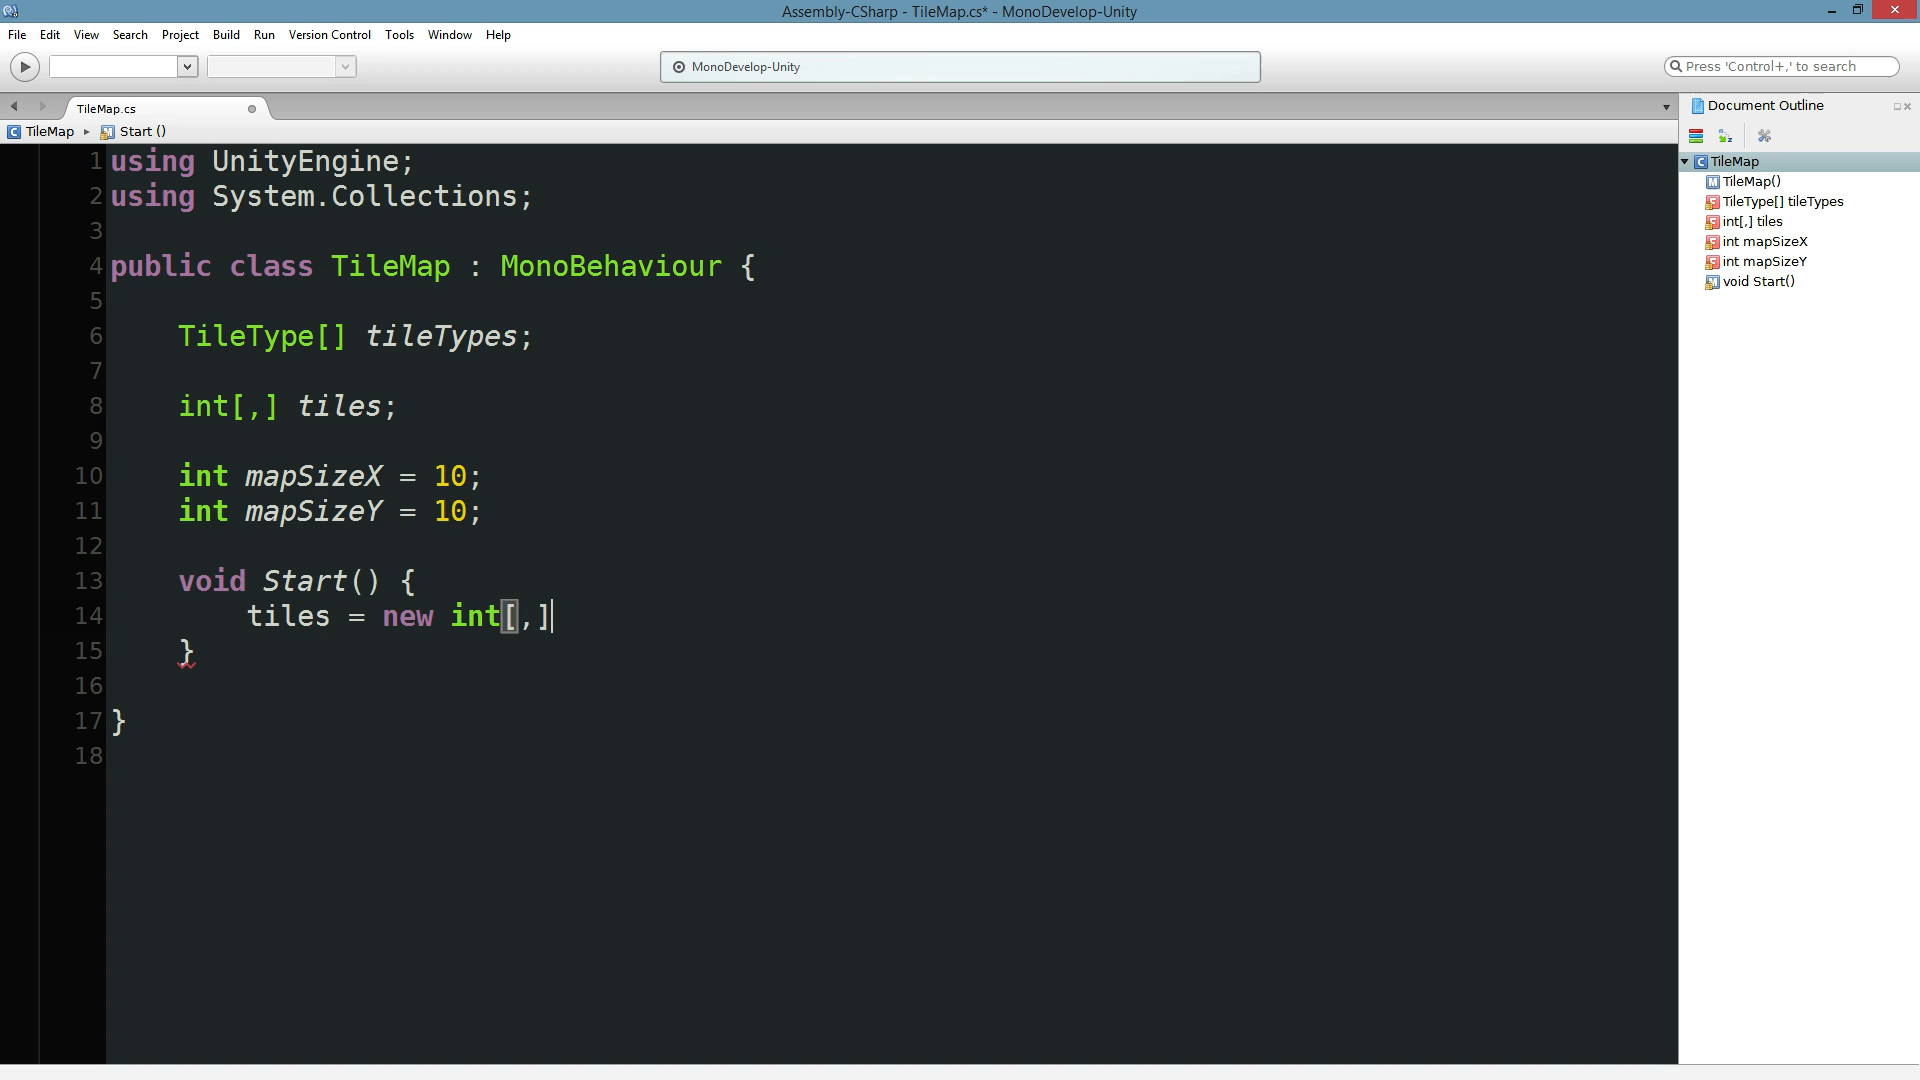 Assembly-CSharp - TileMap.cs* - MonoDevelop-Unity
File Edit View Search Project Build Run Version Control Tools Window Help
MonoDevelop-Unity
Press 'Control+,' to search
TileMap.cs
TileMap Start ()
1 using UnityEngine;
2 using System.Collections;
3
4 public class TileMap : MonoBehaviour {
5
6 TileType[] tileTypes;
7
8 int[,] tiles;
9
10 int mapSizeX = 10;
11 int mapSizeY = 10;
12
13 void Start() {
14 tiles = new int[,]
15 }
16
17 }
18
Document Outline
TileMap
TileMap()
TileType[] tileTypes
int[,] tiles
int mapSizeX
int mapSizeY
void Start()